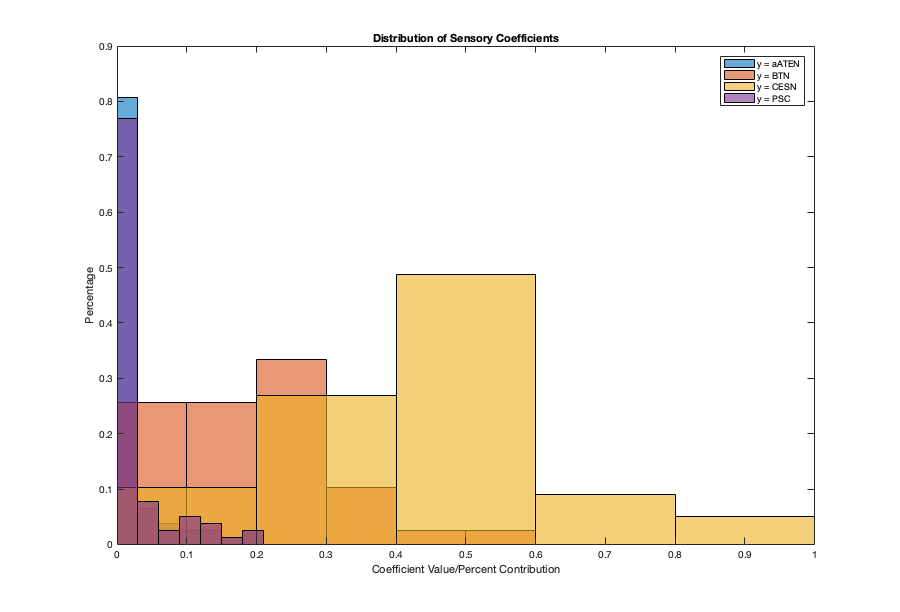 Distribution of Sensory Coefficients
0.9
0.8
0.7
0.6
0.5
0.4
0.3
0.2
0.1
0
Percentage
y = aATEN
y = BTN
y = CESN
y = PSC
0 0.1 0.2 0.3 0.4 0.5 0.6 0.7 0.8 0.9 1
Coefficient Value/Percent Contribution